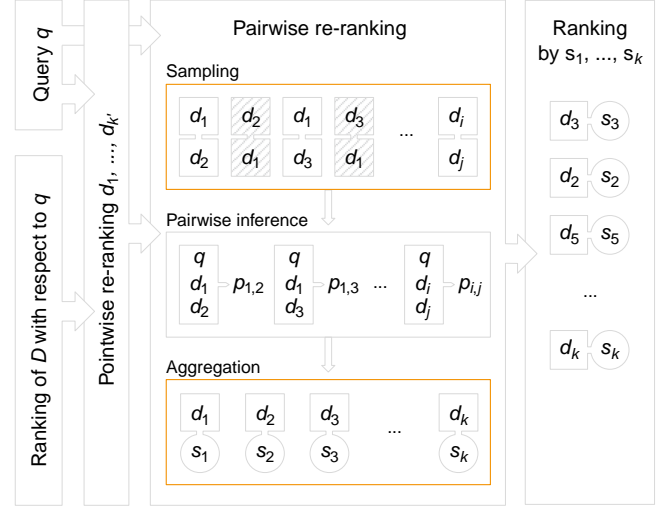 Query q
Ranking of D with respect to q
Pointwise re-ranking d1, ..., dk'
Pairwise re-ranking
Sampling
d1 d2 d1 d3 ... di
d2 d1 d3 d1 dj
Pairwise inference
q q q
d1 p1,2 d1 p1,3 ... di pi,j
d2 d3 dj
Aggregation
d1 d2 d3 ... dk
s1 s2 s3 sk
Ranking
by s1, ..., sk
d3 s3
d2 s2
d5 s5
...
dk sk